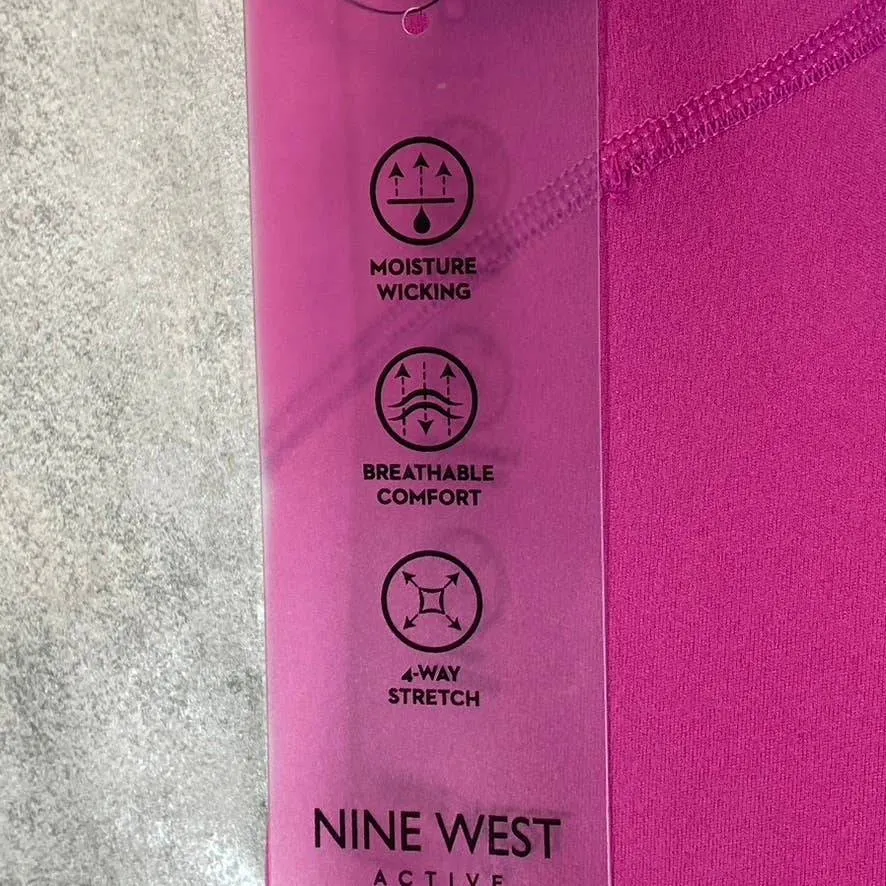 MOISTURE
WICKING
BREATHABLE
COMFORT
4-WAY
STRETCH
NINE WEST
ACTIVE